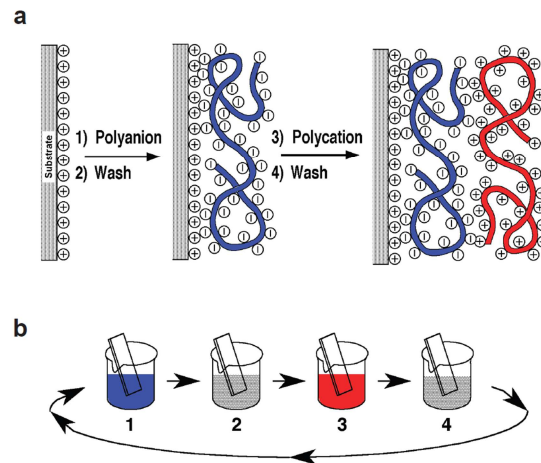 a
Substrate
1) Polyanion
2) Wash
3) Polycation
4) Wash
b
1
2
3
4